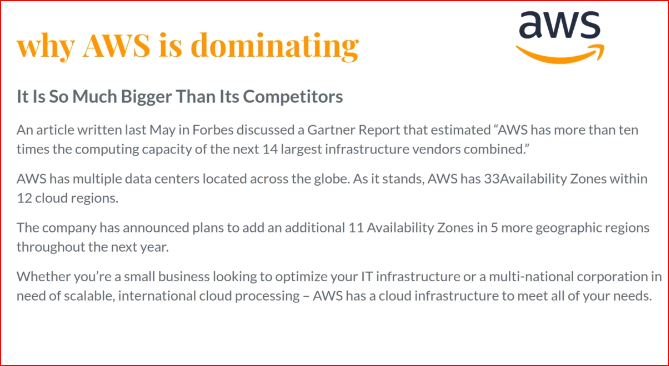 aws
why AWS is dominating
It Is So Much Bigger Than Its Competitors
An article written last May in Forbes discussed a Gartner Report that estimated “AWS has more than ten
times the computing capacity of the next 14 largest infrastructure vendors combined.”
AWS has multiple data centers located across the globe. As it stands, AWS has 33Availability Zones within
12 cloud regions.
The company has announced plans to add an additional 11 Availability Zones in 5 more geographic regions
throughout the next year.
Whether you’re a small business looking to optimize your IT infrastructure or a multi-national corporation in
need of scalable, international cloud processing – AWS has a cloud infrastructure to meet all of your needs.